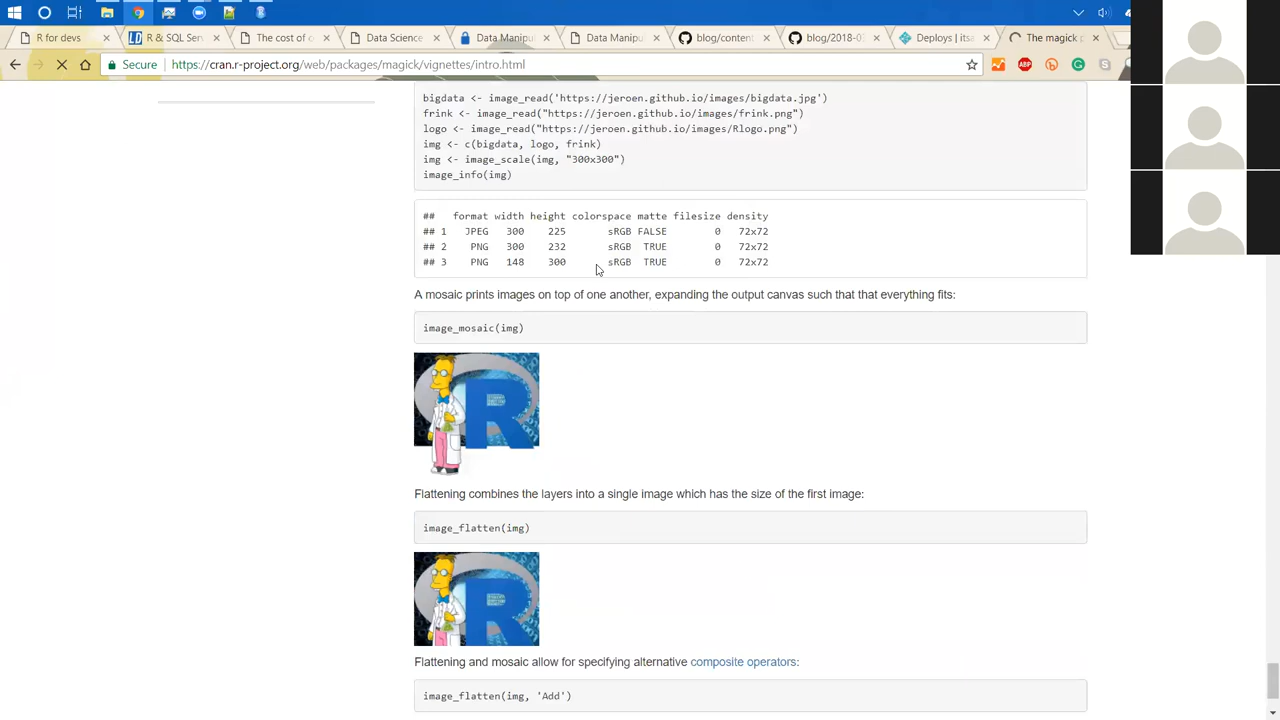 R for devs
R & SQL Ser
The cost of
Data Science
Data Manipu
Data Manipu
blog/content
blog/2018-0
Deploys | itsa
The magick p
Secure https://cran.r-project.org/web/packages/magick/vignettes/intro.html
ABP
bigdata <- image_read('https://jeroen.github.io/images/bigdata.jpg')
frink <- image_read("https://jeroen.github.io/images/frink.png")
logo <- image_read("https://jeroen.github.io/images/Rlogo.png")
img <- c(bigdata, logo, frink)
img <- image_scale(img, "300x300")
image_info(img)
## format width height colorspace matte filesize density
## 1 JPEG 300 225 sRGB FALSE 0 72x72
## 2 PNG 300 232 sRGB TRUE 0 72x72
## 3 PNG 148 300 sRGB TRUE 0 72x72
A mosaic prints images on top of one another, expanding the output canvas such that that everything fits:
image_mosaic(img)
R
Flattening combines the layers into a single image which has the size of the first image:
image_flatten(img)
R
Flattening and mosaic allow for specifying alternative composite operators:
image_flatten(img, 'Add')